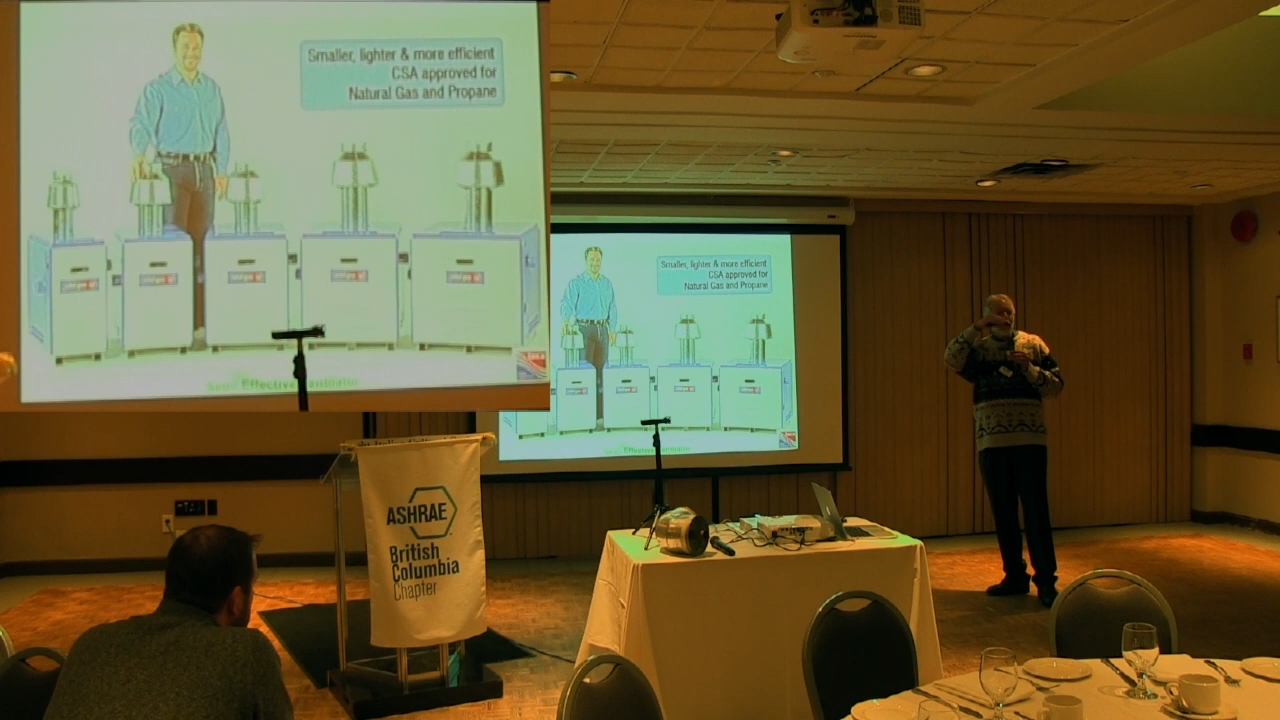 Smaller, lighter & more efficient
CSA approved for
Natural Gas and Propane
Smaller, lighter & more efficient
CSA approved for
Natural Gas and Propane
ASHRAE
British
Columbia
Chapter